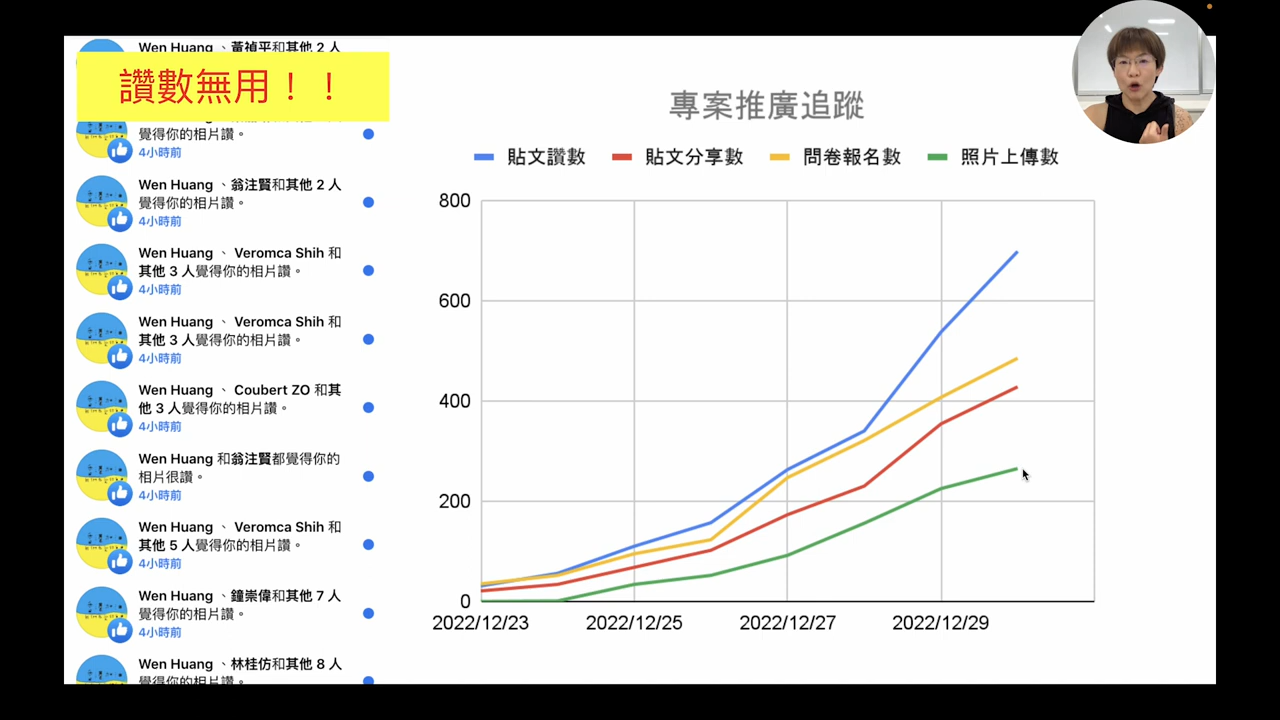 Wen Huang 、黃禎平和其他 2 人
讚數無用！！
覺得你的相片讚。
4小時前
Wen Huang 、翁注賢和其他 2 人
覺得你的相片讚。
4小時前
Wen Huang 、 Veromca Shih 和
其他 3 人覺得你的相片讚。
4小時前
Wen Huang 、 Veromca Shih 和
其他 3 人覺得你的相片讚。
4小時前
Wen Huang 、 Coubert ZO 和其
他 3 人覺得你的相片讚。
4小時前
Wen Huang 和翁注賢都覺得你的
相片很讚。
4小時前
Wen Huang 、 Veromca Shih 和
其他 5 人覺得你的相片讚。
4小時前
Wen Huang 、鐘崇偉和其他 7 人
覺得你的相片讚。
4小時前
Wen Huang 、林桂仿和其他 8 人
覺得你的相片讚。
專案推廣追蹤
貼文讚數 貼文分享數 問卷報名數 照片上傳數
800
600
400
200
0
2022/12/23 2022/12/25 2022/12/27 2022/12/29